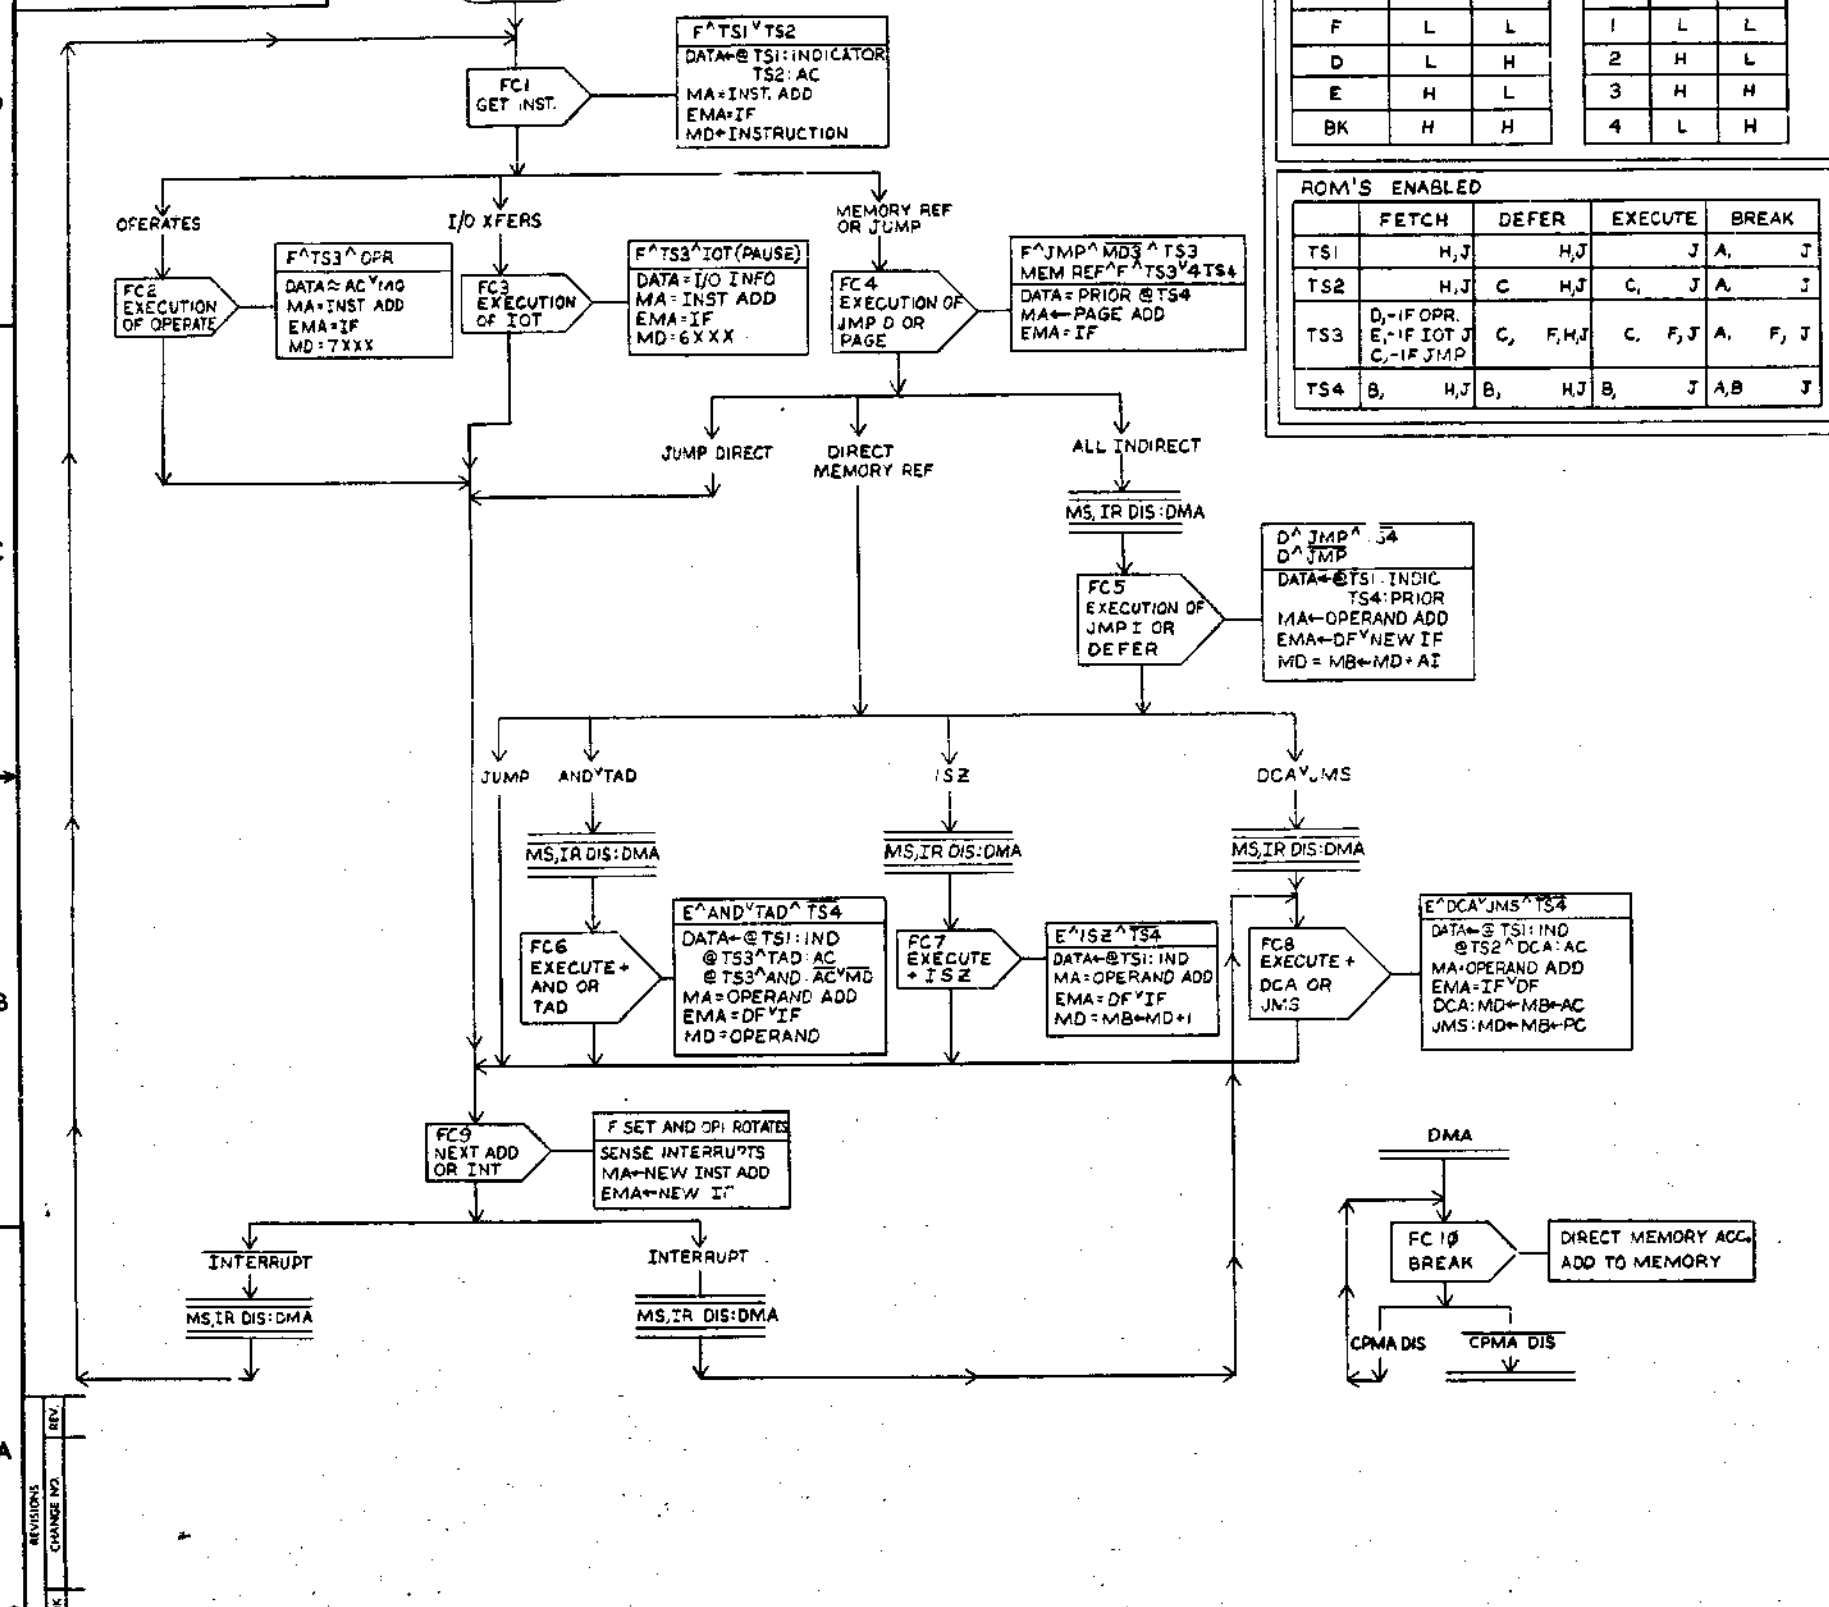 F^TS1˅TS2
DATA←@ TS1: INDICATOR
TS2: AC
MA=INST. ADD
EMA=IF
MD←INSTRUCTION
FC1
GET INST.
F L L
D L H
E H L
BK H H
1 L L
2 H L
3 H H
4 L H
ROM'S ENABLED
FETCH DEFER EXECUTE BREAK
TS1 H,J H,J J A, J
TS2 H,J C H,J C, J A, J
TS3 D,-IF OPR. E,-IF IOT J C,-IF JMP C, F,H,J C, F,J A, F, J
TS4 B, H,J B, H,J B, J A,B J
OPERATES
I/O XFERS
MEMORY REF
OR JUMP
FC2
EXECUTION
OF OPERATE
F^TS3^OPR
DATA≈AC˅MQ
MA=INST ADD
EMA=IF
MD=7XXX
FC3
EXECUTION
OF IOT
F^TS3^IOT(PAUSE)
DATA=I/O INFO
MA=INST ADD
EMA=IF
MD=6XXX
FC4
EXECUTION OF
JMP D OR
PAGE
F^JMP^M̅D̅3̅^TS3
MEM REF^F^TS3˅4TS4
DATA=PRIOR @TS4
MA←PAGE ADD
EMA=IF
JUMP DIRECT
DIRECT
MEMORY REF
ALL INDIRECT
MS, IR DIS:DMA
FC5
EXECUTION OF
JMP I OR
DEFER
D^JMP^
D^J̅M̅P̅
DATA←@TS1:INDIC
TS4:PRIOR
MA←OPERAND ADD
EMA←DF˅NEW IF
MD=MB←MD+AI
JUMP
AND˅TAD
ISZ
DCA˅JMS
MS,IR DIS:DMA
MS,IR DIS:DMA
MS,IR DIS:DMA
FC6
EXECUTE+
AND OR
TAD
E^AND˅TAD^T̅S̅4̅
DATA←@TS1:IND
@TS3^TAD:AC
@TS3^AND:A̅C̅˅M̅D̅
MA=OPERAND ADD
EMA=DF˅IF
MD=OPERAND
FC7
EXECUTE
+ISZ
E^ISZ^T̅S̅4̅
DATA←@TS1:IND
MA=OPERAND ADD
EMA=DF˅IF
MD=MB←MD+1
FC8
EXECUTE+
DCA OR
JMS
E^DCA˅JMS^T̅S̅4̅
DATA←@TS1:IND
@TS2^DCA:AC
MA=OPERAND ADD
EMA=IF˅DF
DCA:MD←MB←AC
JMS:MD←MB←PC
FC9
NEXT ADD
OR INT
F SET AND OP1 ROTATES
SENSE INTERRUPTS
MA←NEW INST ADD
EMA←NEW IF
I̅N̅T̅E̅R̅R̅U̅P̅T̅
MS,IR DIS:DMA
INTERRUPT
MS,IR DIS:DMA
DMA
FC10
BREAK
DIRECT MEMORY ACC.
ADD TO MEMORY
CPMA DIS
C̅P̅M̅A̅ D̅I̅S̅
REVISIONS
CHANGE NO.
REV.
A
B